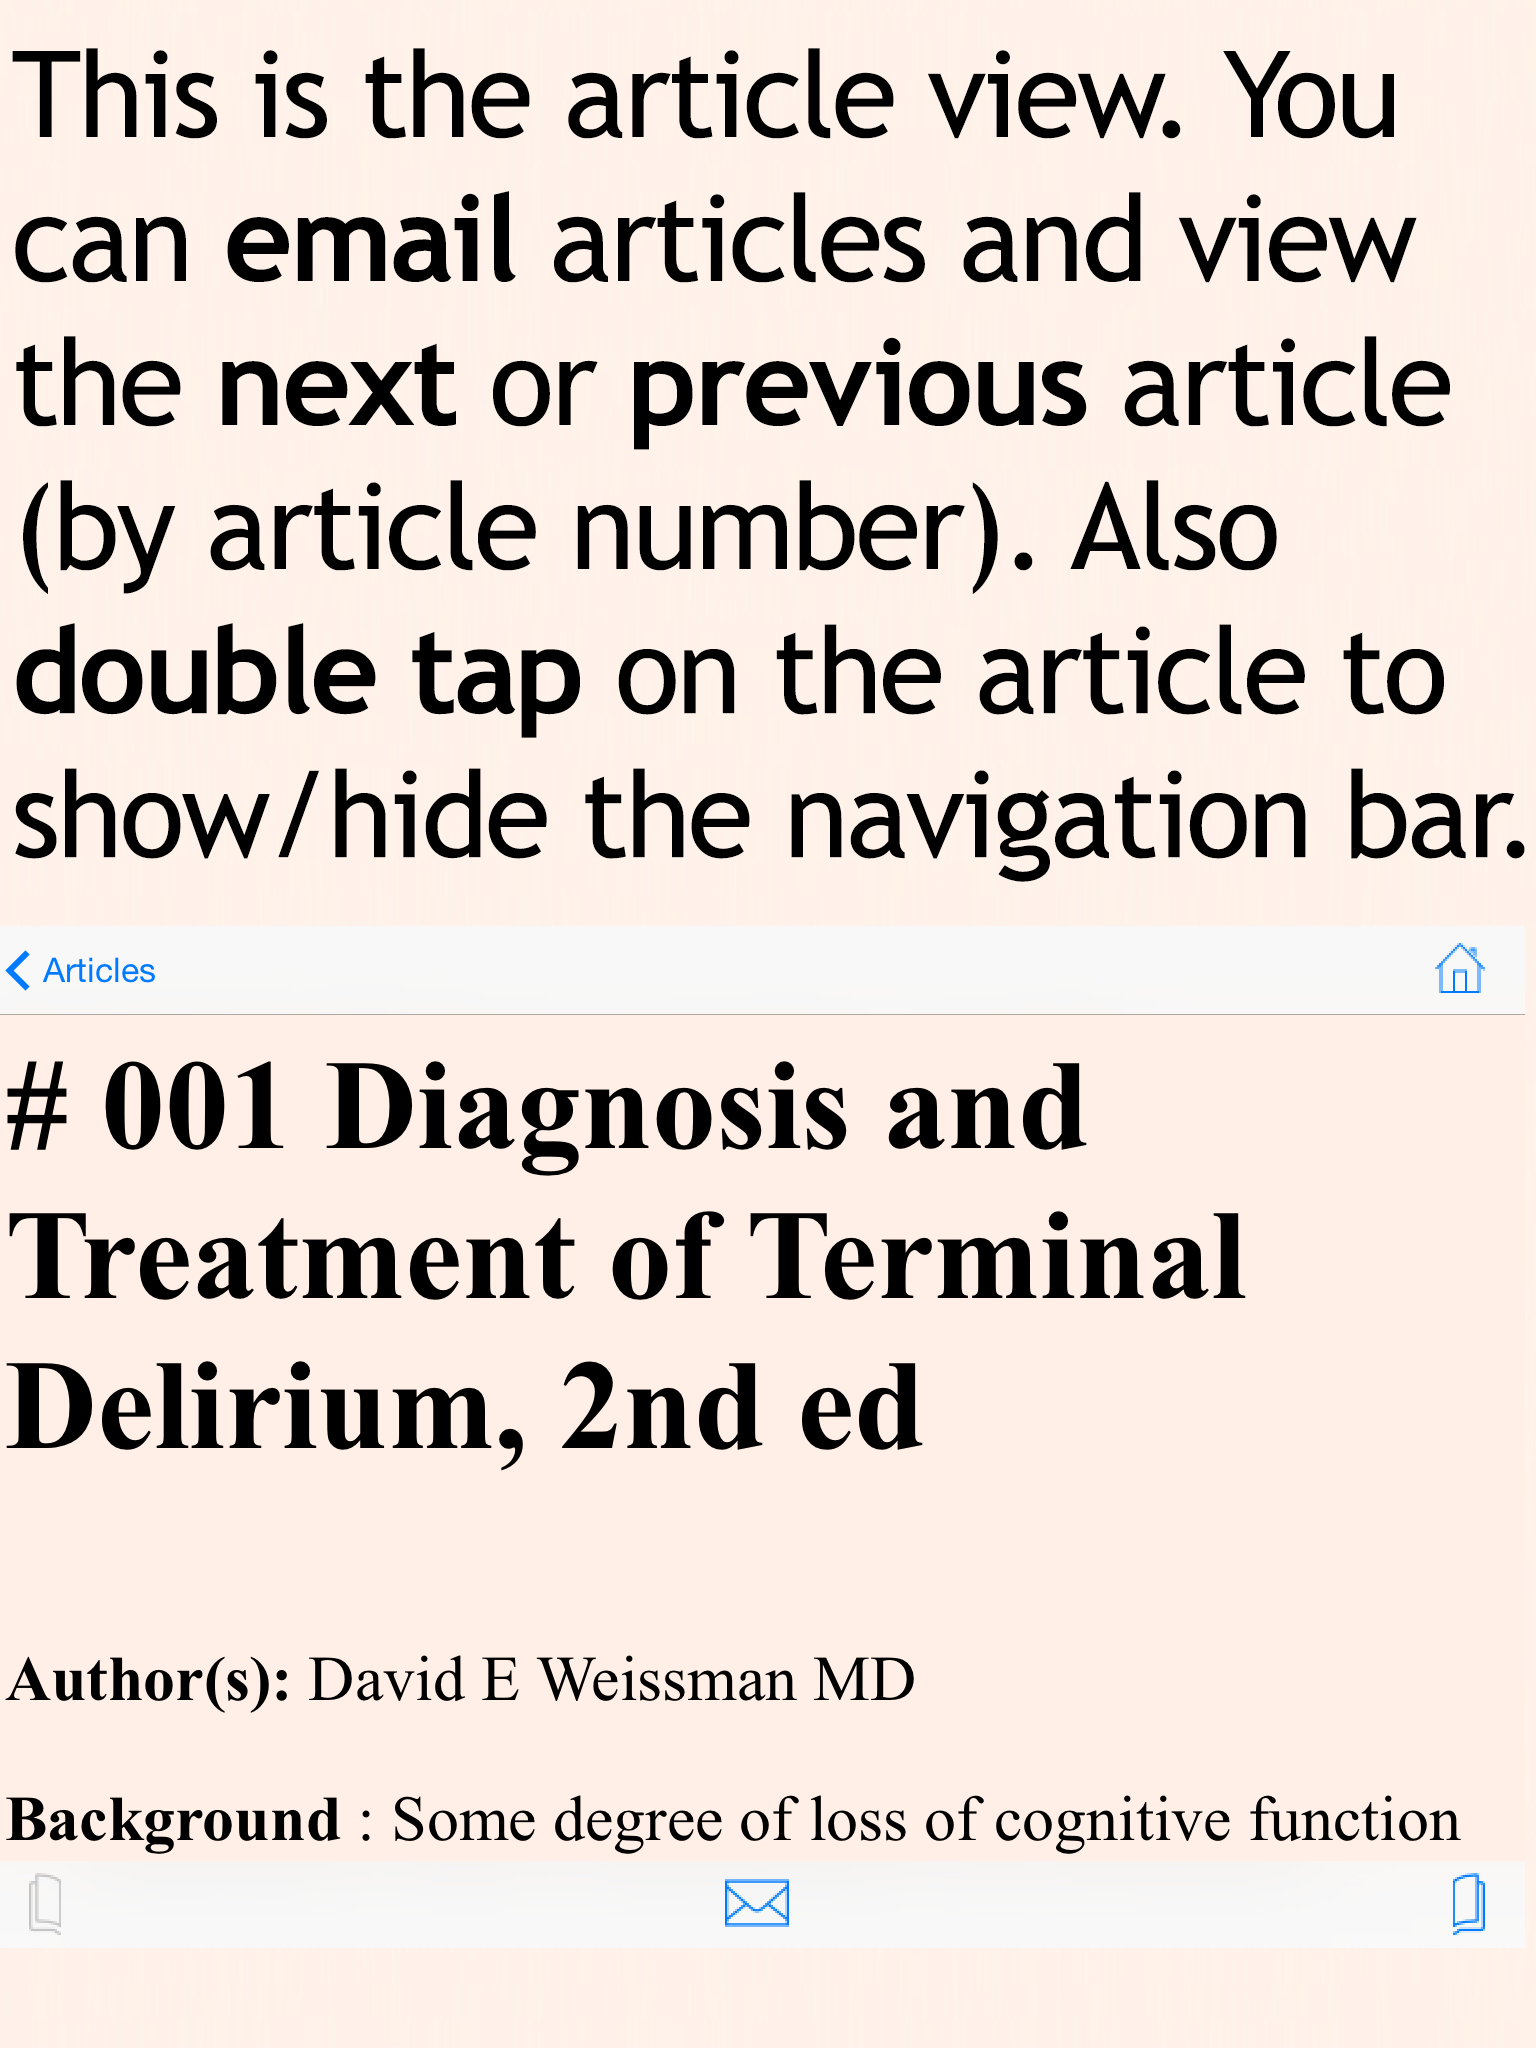 This is the article view. You
can email articles and view
the next or previous article
(by article number). Also
double tap on the article to
show/hide the navigation bar.
Articles
# 001 Diagnosis and
Treatment of Terminal
Delirium, 2nd ed
Author(s): David E Weissman MD
Background : Some degree of loss of cognitive function